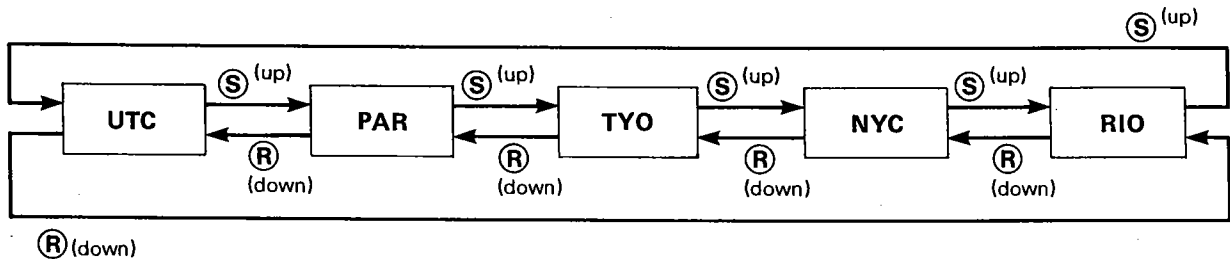 Ⓢ (up)
Ⓢ (up) Ⓢ (up) Ⓢ (up) Ⓢ (up)
UTC PAR TYO NYC RIO
Ⓡ Ⓡ Ⓡ Ⓡ
(down) (down) (down) (down)
Ⓡ (down)